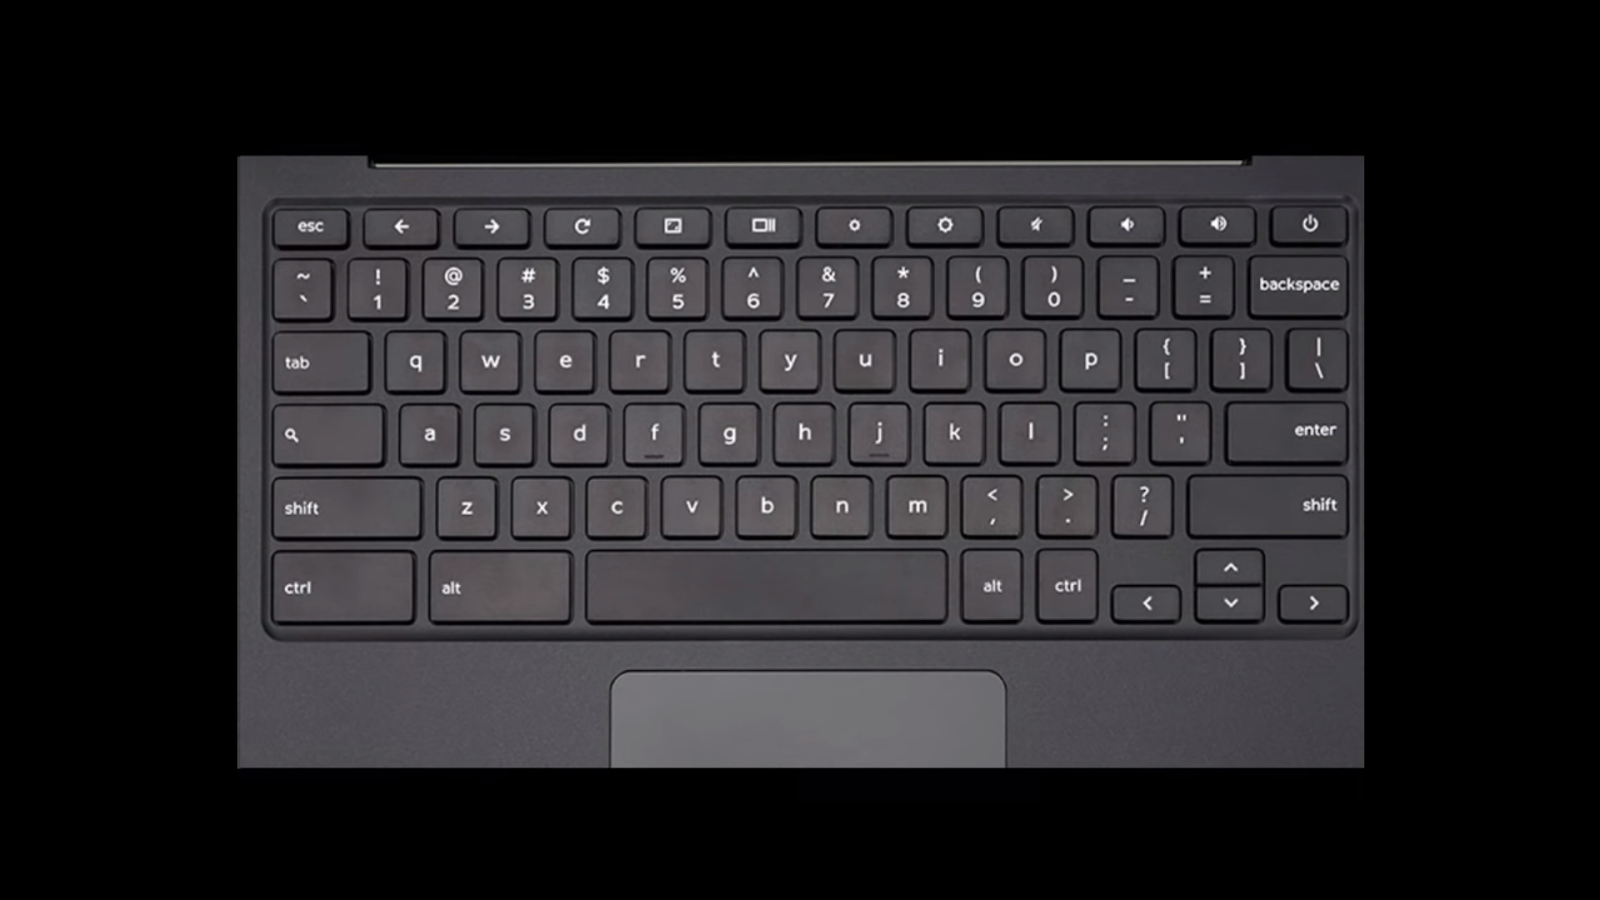 esc
~ ! @ # $ % ^ & * ( ) _ +
` 1 2 3 4 5 6 7 8 9 0 - = backspace
tab q w e r t y u i o p { [ } ] | \
a s d f g h j k l : ; " ' enter
shift z x c v b n m < , > . ? / shift
ctrl alt alt ctrl